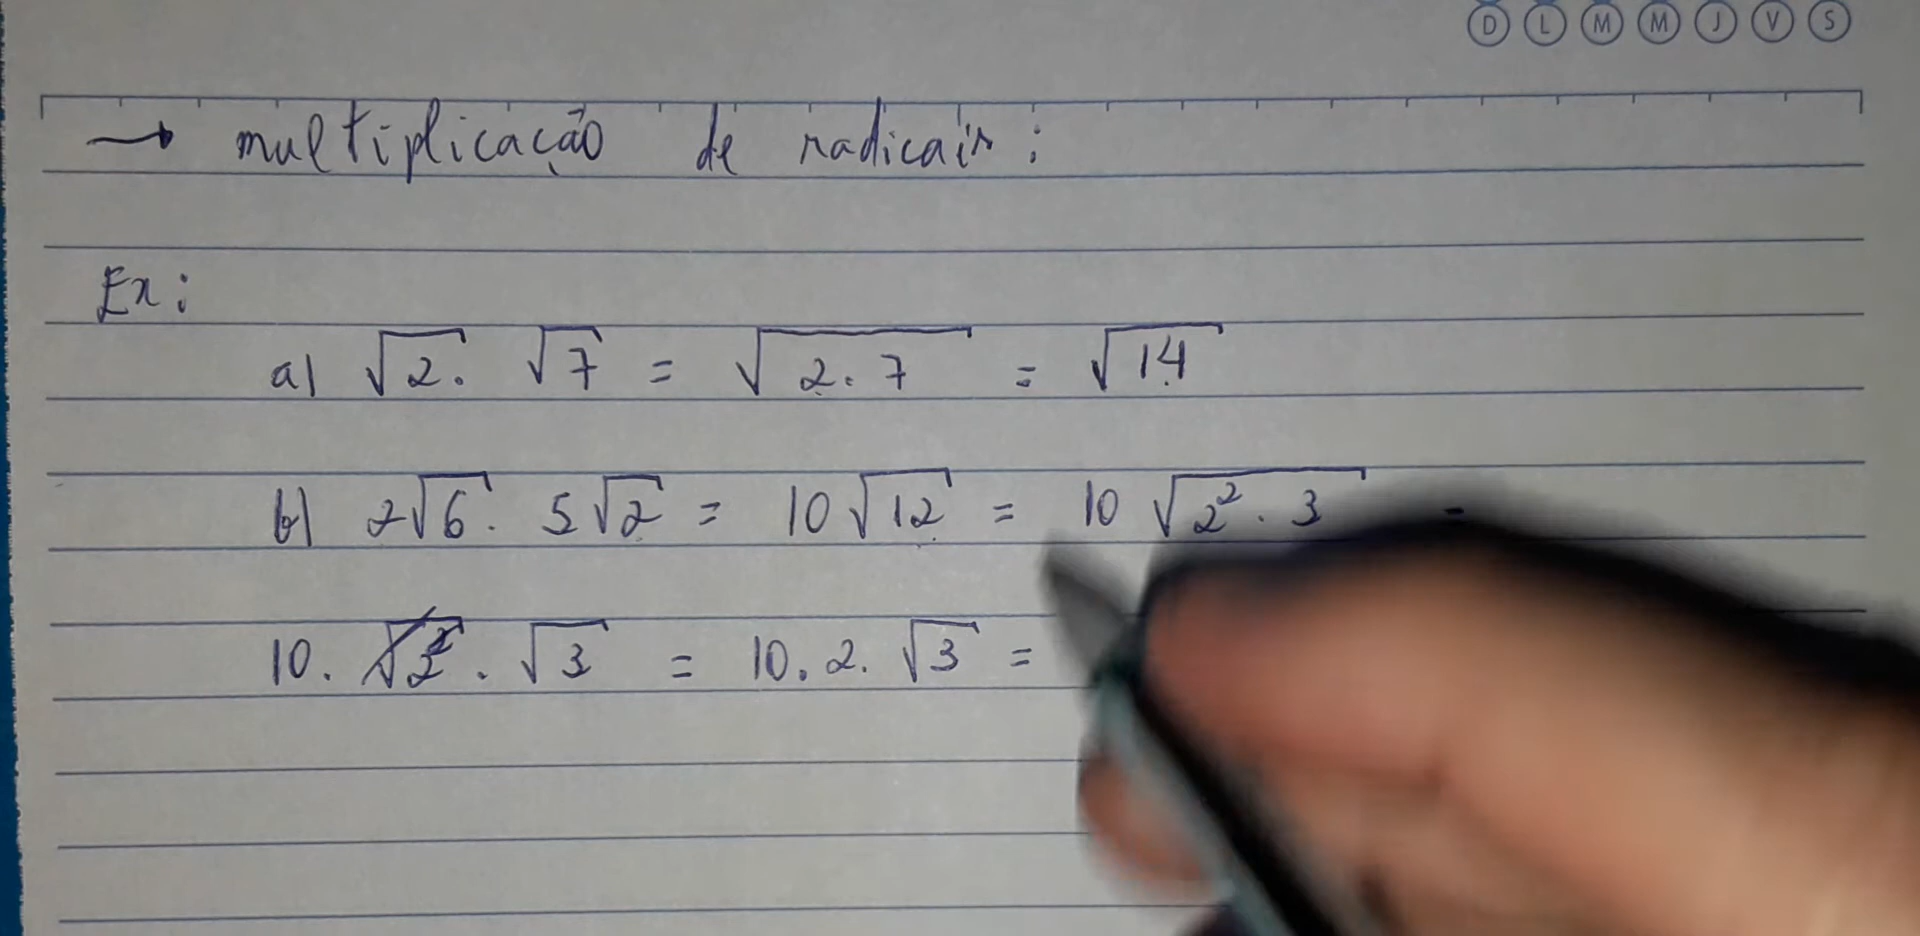 D L M M J V S
→ multiplicação de radicais:
Ex:
a) √2 . √7 = √2.7 = √14
b) 2√6 . 5√2 = 10√12 = 10√2² . 3 =
10 . √2² . √3 = 10 . 2 . √3 =